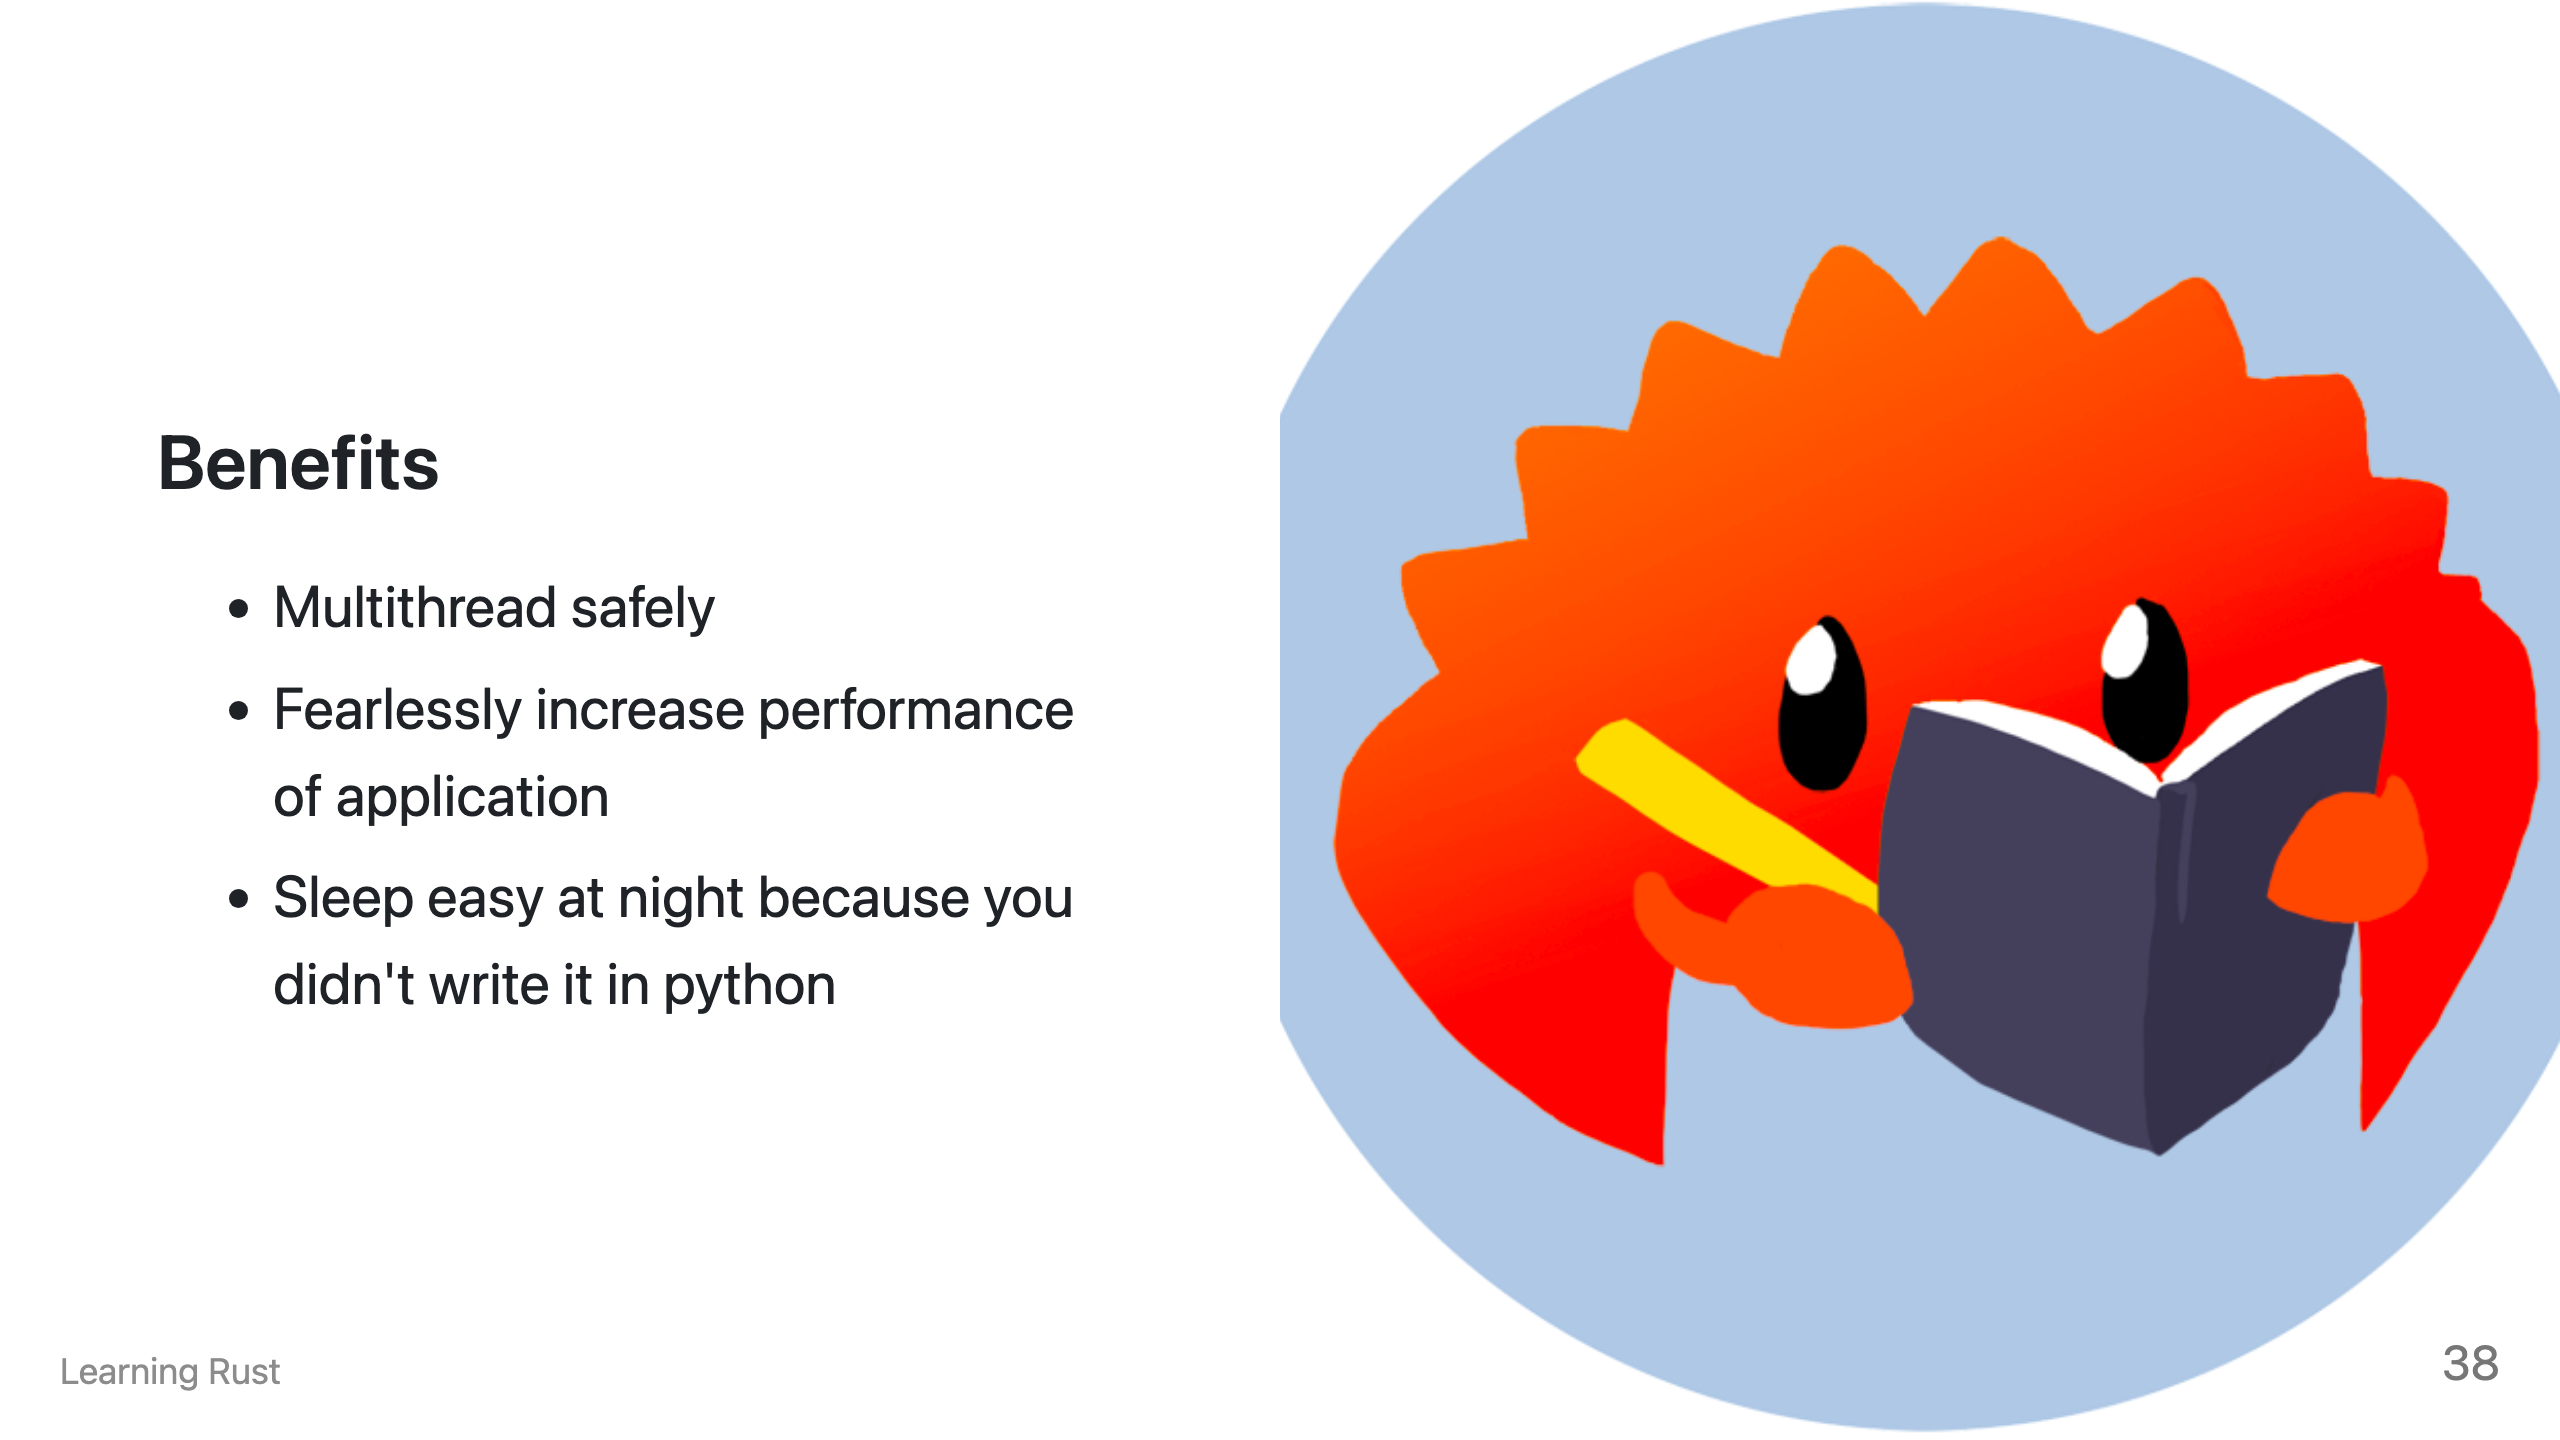 Benefits
• Multithread safely
• Fearlessly increase performance
of application
• Sleep easy at night because you
didn't write it in python
Learning Rust
38